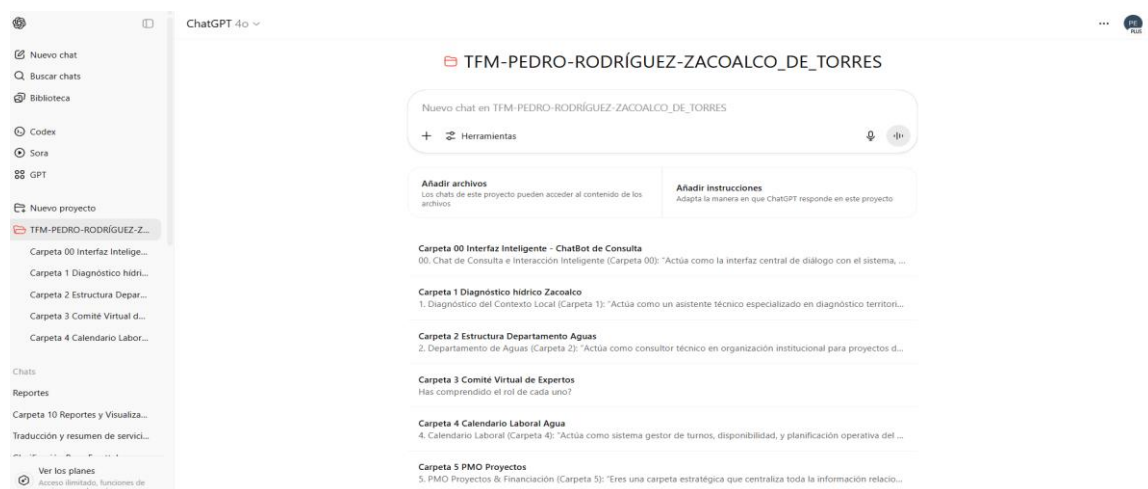 ChatGPT 4o
PE
PLUS
Nuevo chat
Buscar chats
Biblioteca
Codex
Sora
GPT
Nuevo proyecto
TFM-PEDRO-RODRÍGUEZ-Z...
Carpeta 00 Interfaz Intelige...
Carpeta 1 Diagnóstico hídri...
Carpeta 2 Estructura Depar...
Carpeta 3 Comité Virtual d...
Carpeta 4 Calendario Labor...
Chats
Reportes
Carpeta 10 Reportes y Visualiza...
Traducción y resumen de servici...
Ver los planes
Acceso ilimitado, funciones de
TFM-PEDRO-RODRÍGUEZ-ZACOALCO_DE_TORRES
Nuevo chat en TFM-PEDRO-RODRÍGUEZ-ZACOALCO_DE_TORRES
Herramientas
Añadir archivos
Los chats de este proyecto pueden acceder al contenido de los
archivos
Añadir instrucciones
Adapta la manera en que ChatGPT responde en este proyecto
Carpeta 00 Interfaz Inteligente - ChatBot de Consulta
00. Chat de Consulta e Interacción Inteligente (Carpeta 00): "Actúa como la interfaz central de diálogo con el sistema, ...
Carpeta 1 Diagnóstico hídrico Zacoalco
1. Diagnóstico del Contexto Local (Carpeta 1): "Actúa como un asistente técnico especializado en diagnóstico territori...
Carpeta 2 Estructura Departamento Aguas
2. Departamento de Aguas (Carpeta 2): "Actúa como consultor técnico en organización institucional para proyectos d...
Carpeta 3 Comité Virtual de Expertos
Has comprendido el rol de cada uno?
Carpeta 4 Calendario Laboral Agua
4. Calendario Laboral (Carpeta 4): "Actúa como sistema gestor de turnos, disponibilidad, y planificación operativa del ...
Carpeta 5 PMO Proyectos
5. PMO Proyectos & Financiación (Carpeta 5): "Eres una carpeta estratégica que centraliza toda la información relacio...